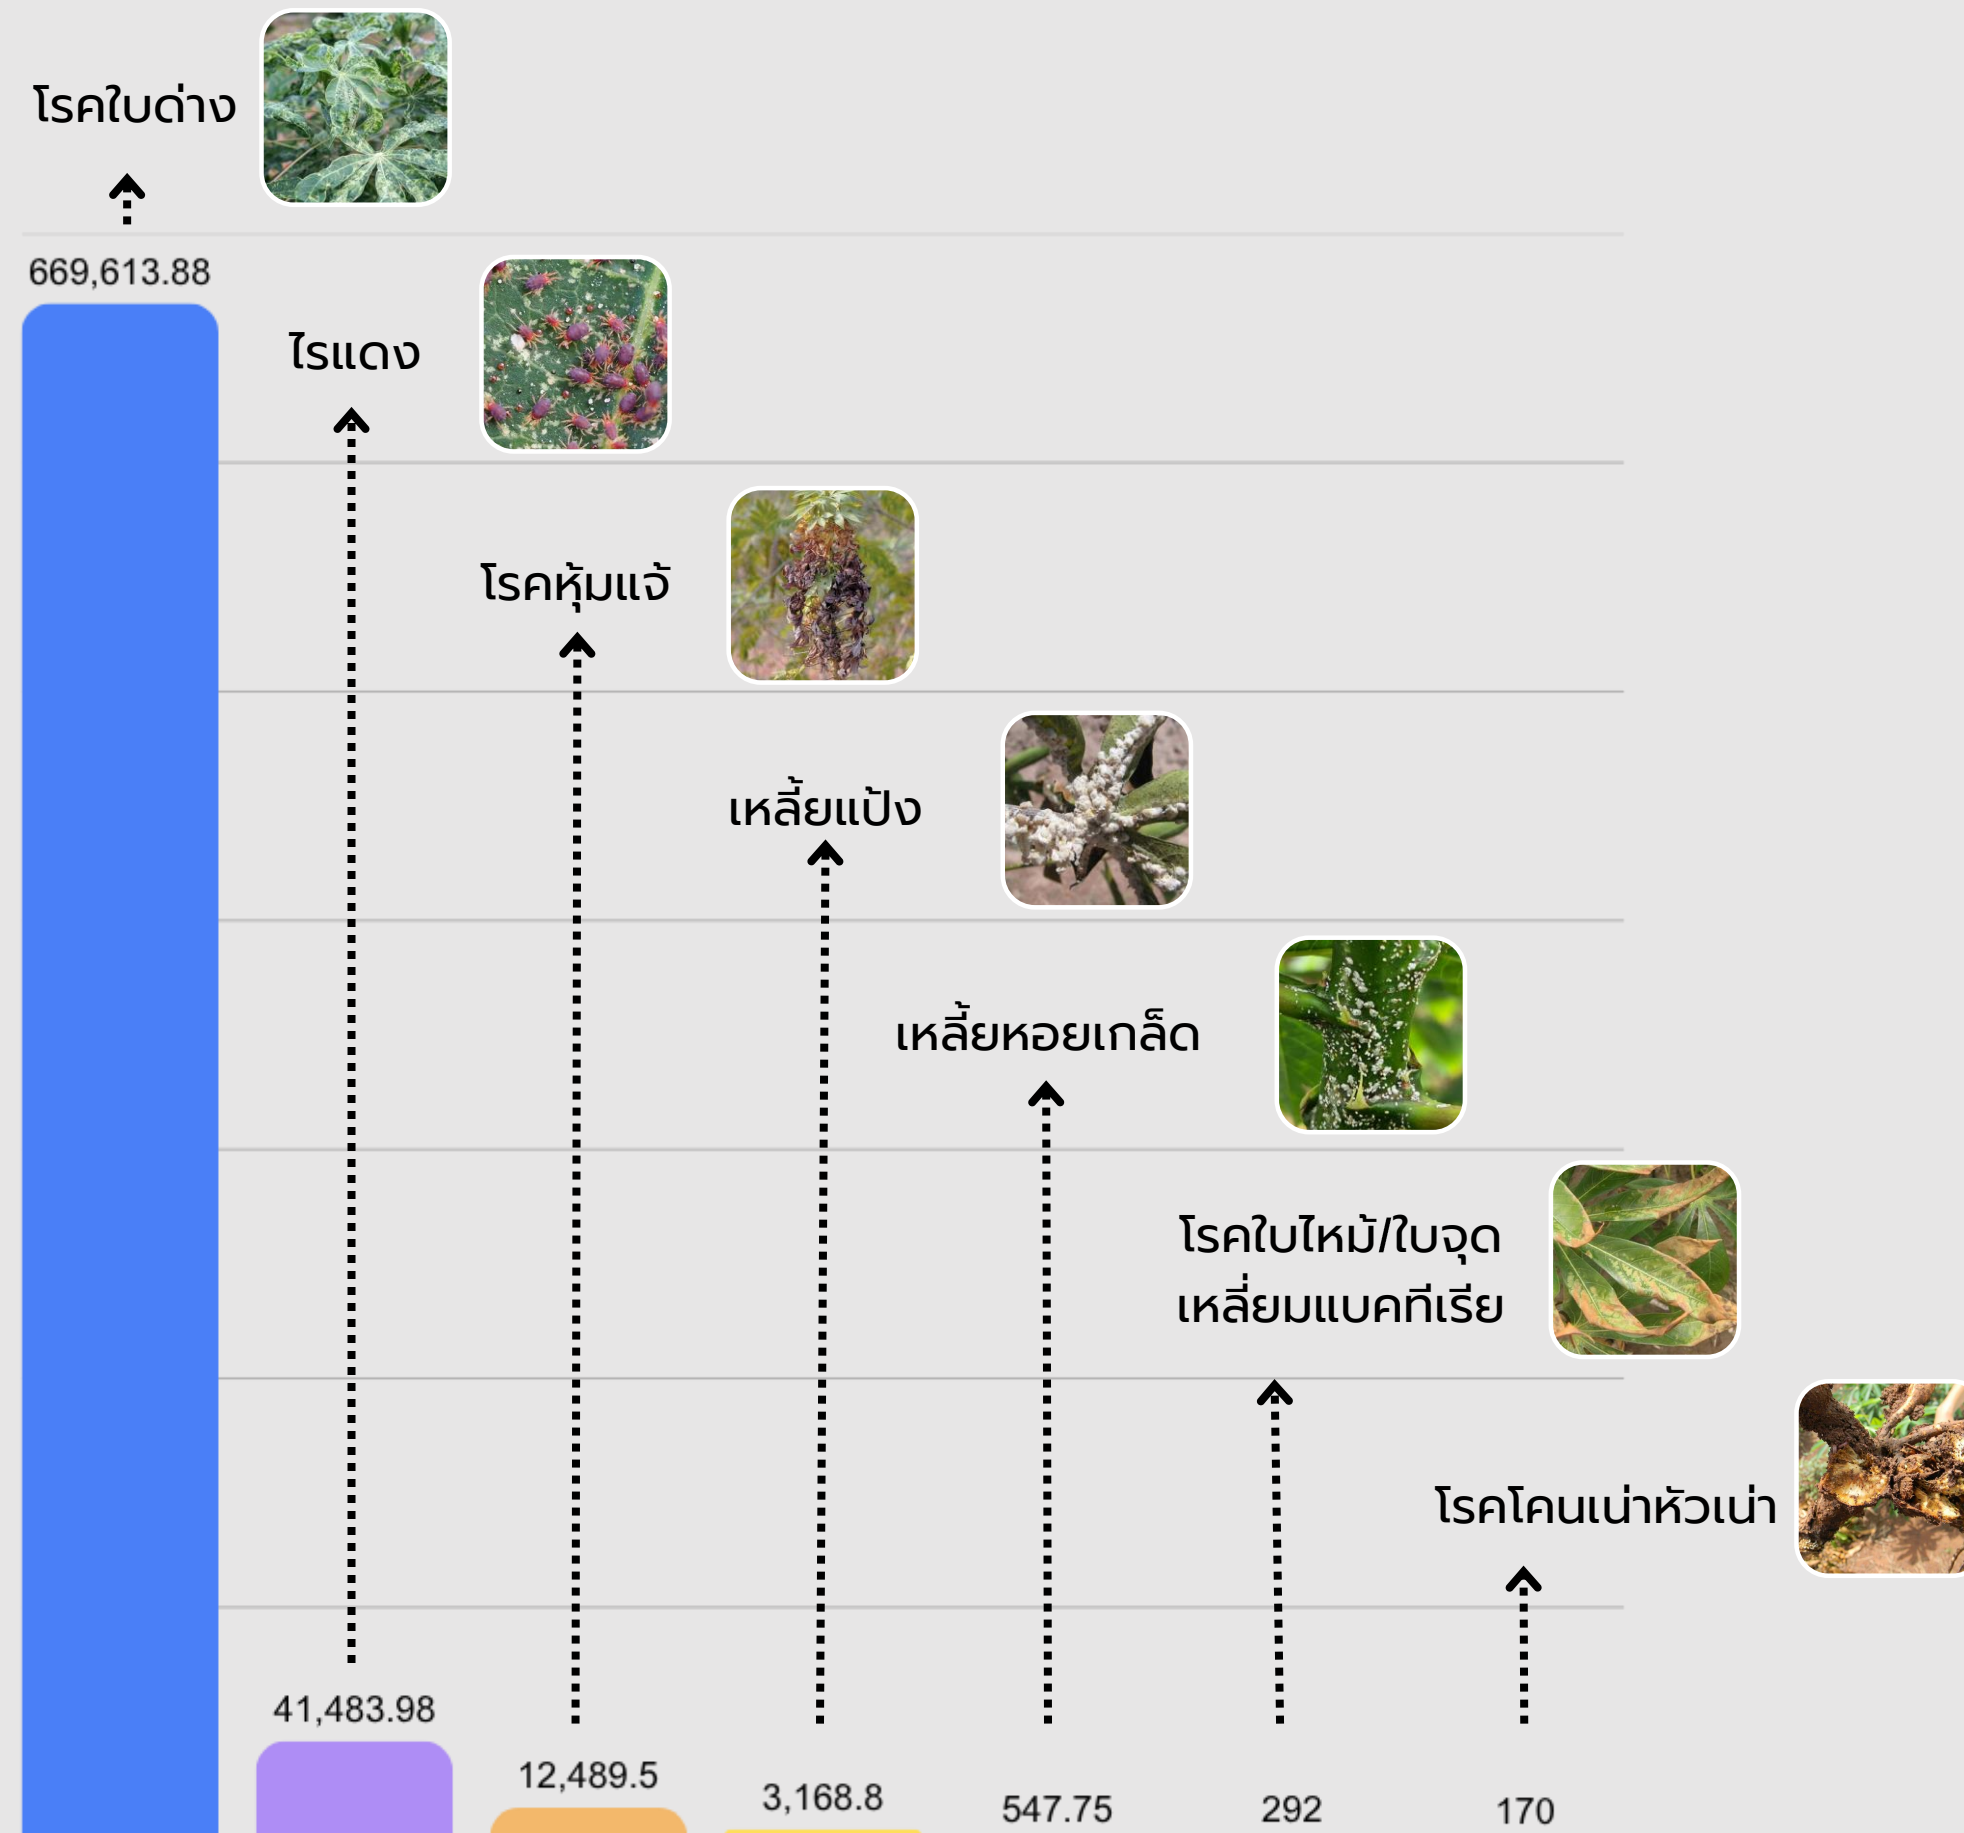 โรคใบด่าง
669,613.88
ไรแดง
โรคหุ้มแจ้
เหลี้ยแป้ง
เหลี้ยหอยเกล็ด
โรคใบไหม้/ใบจุด
เหลี่ยมแบคทีเรีย
โรคโคนเน่าหัวเน่า
41,483.98
12,489.5
3,168.8
547.75
292
170